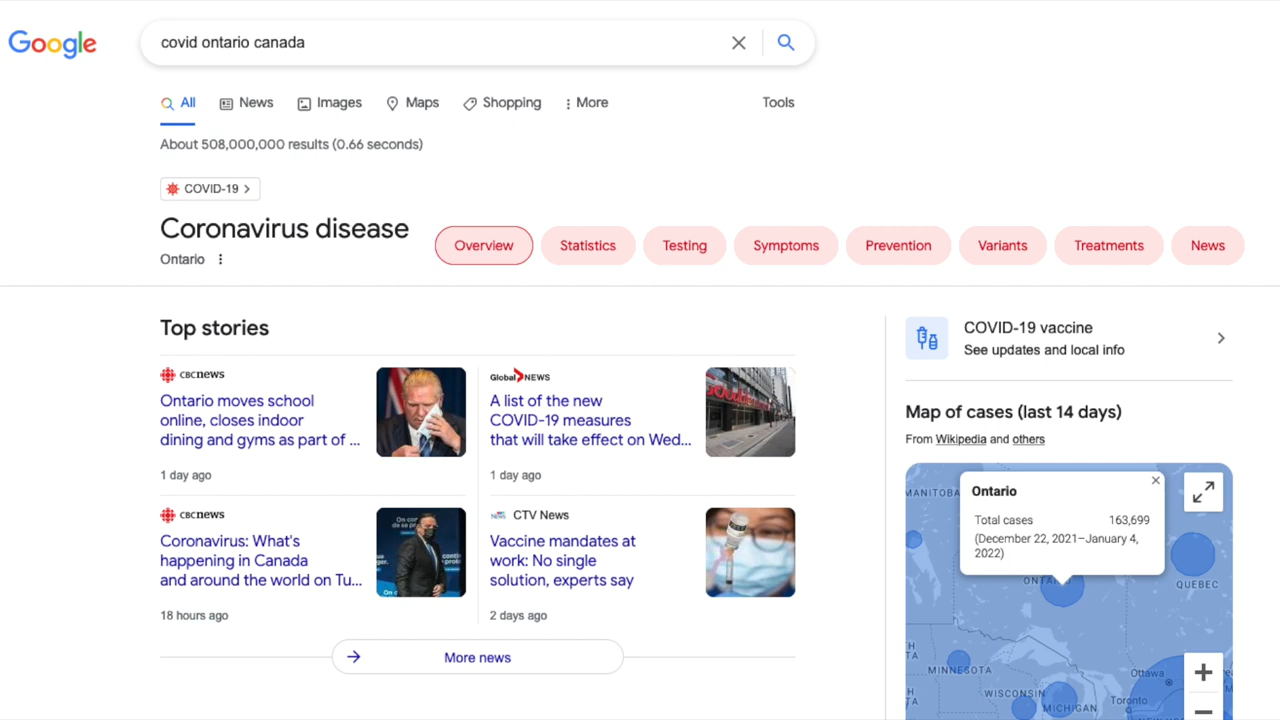 Google
covid ontario canada
All
News
Images
Maps
Shopping
More
Tools
About 508,000,000 results (0.66 seconds)
COVID-19
Coronavirus disease
Ontario
Overview
Statistics
Testing
Symptoms
Prevention
Variants
Treatments
News
Top stories
CBCNEWS
Ontario moves school
online, closes indoor
dining and gyms as part of ...
1 day ago
Global NEWS
A list of the new
COVID-19 measures
that will take effect on Wed...
1 day ago
CBCNEWS
Coronavirus: What's
happening in Canada
and around the world on Tu...
18 hours ago
CTV News
Vaccine mandates at
work: No single
solution, experts say
2 days ago
More news
COVID-19 vaccine
See updates and local info
Map of cases (last 14 days)
From Wikipedia and others
MANITOBA
Ontario
Total cases 163,699
(December 22, 2021–January 4,
2022)
QUEBEC
MINNESOTA
Ottawa
WISCONSIN
Toronto
MICHIGAN